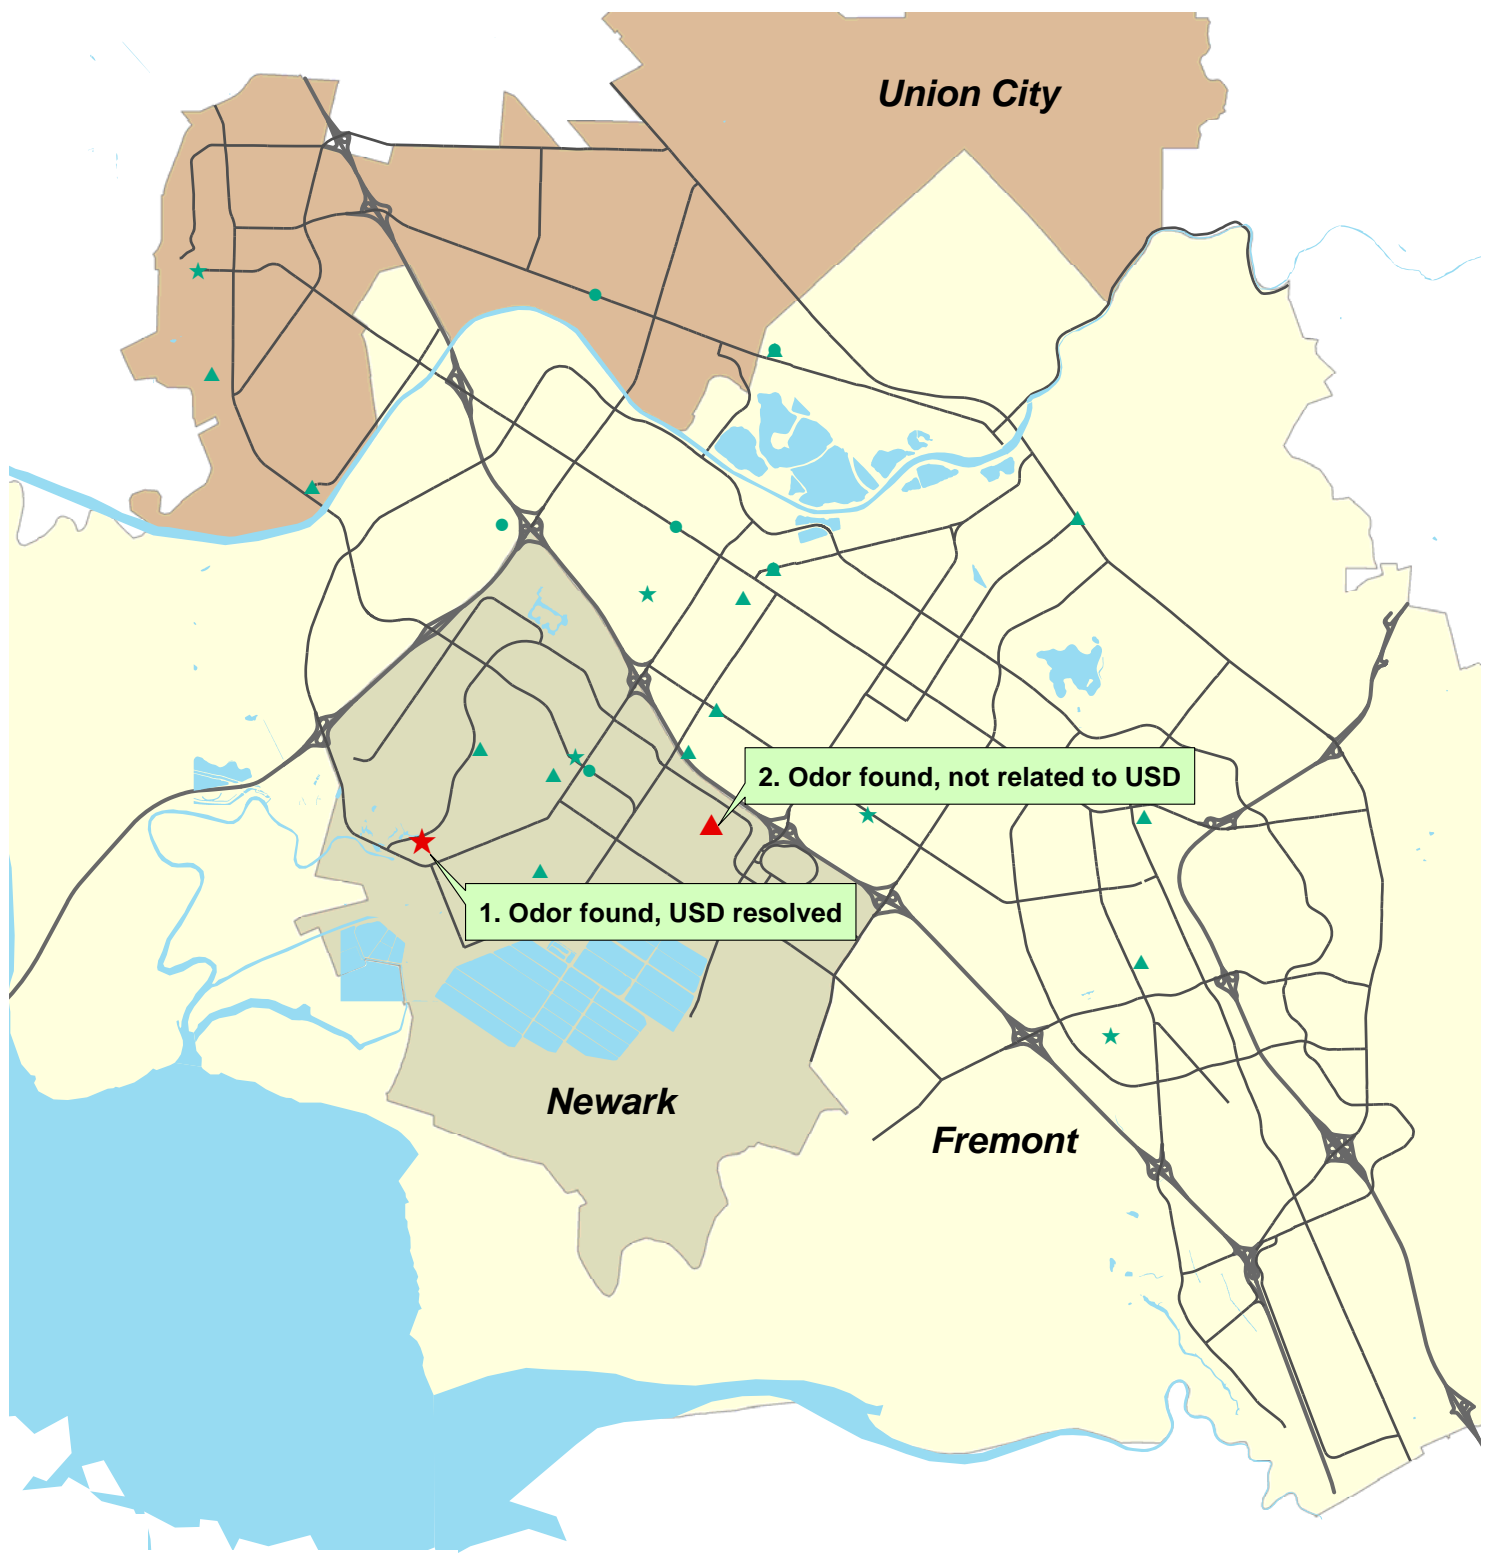 Union City
2. Odor found, not related to USD
1. Odor found, USD resolved
Newark
Fremont